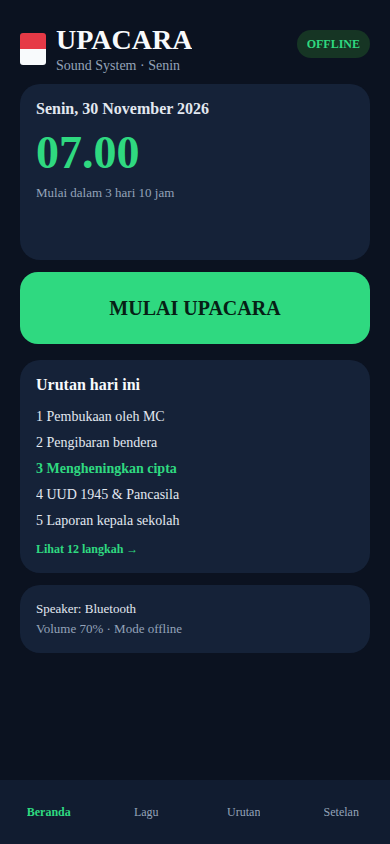 UPACARA
OFFLINE
Sound System · Senin
Senin, 30 November 2026
07.00
Mulai dalam 3 hari 10 jam
MULAI UPACARA
Urutan hari ini
1 Pembukaan oleh MC
2 Pengibaran bendera
3 Mengheningkan cipta
4 UUD 1945 & Pancasila
5 Laporan kepala sekolah
Lihat 12 langkah →
Speaker: Bluetooth
Volume 70% · Mode offline
Beranda Lagu Urutan Setelan